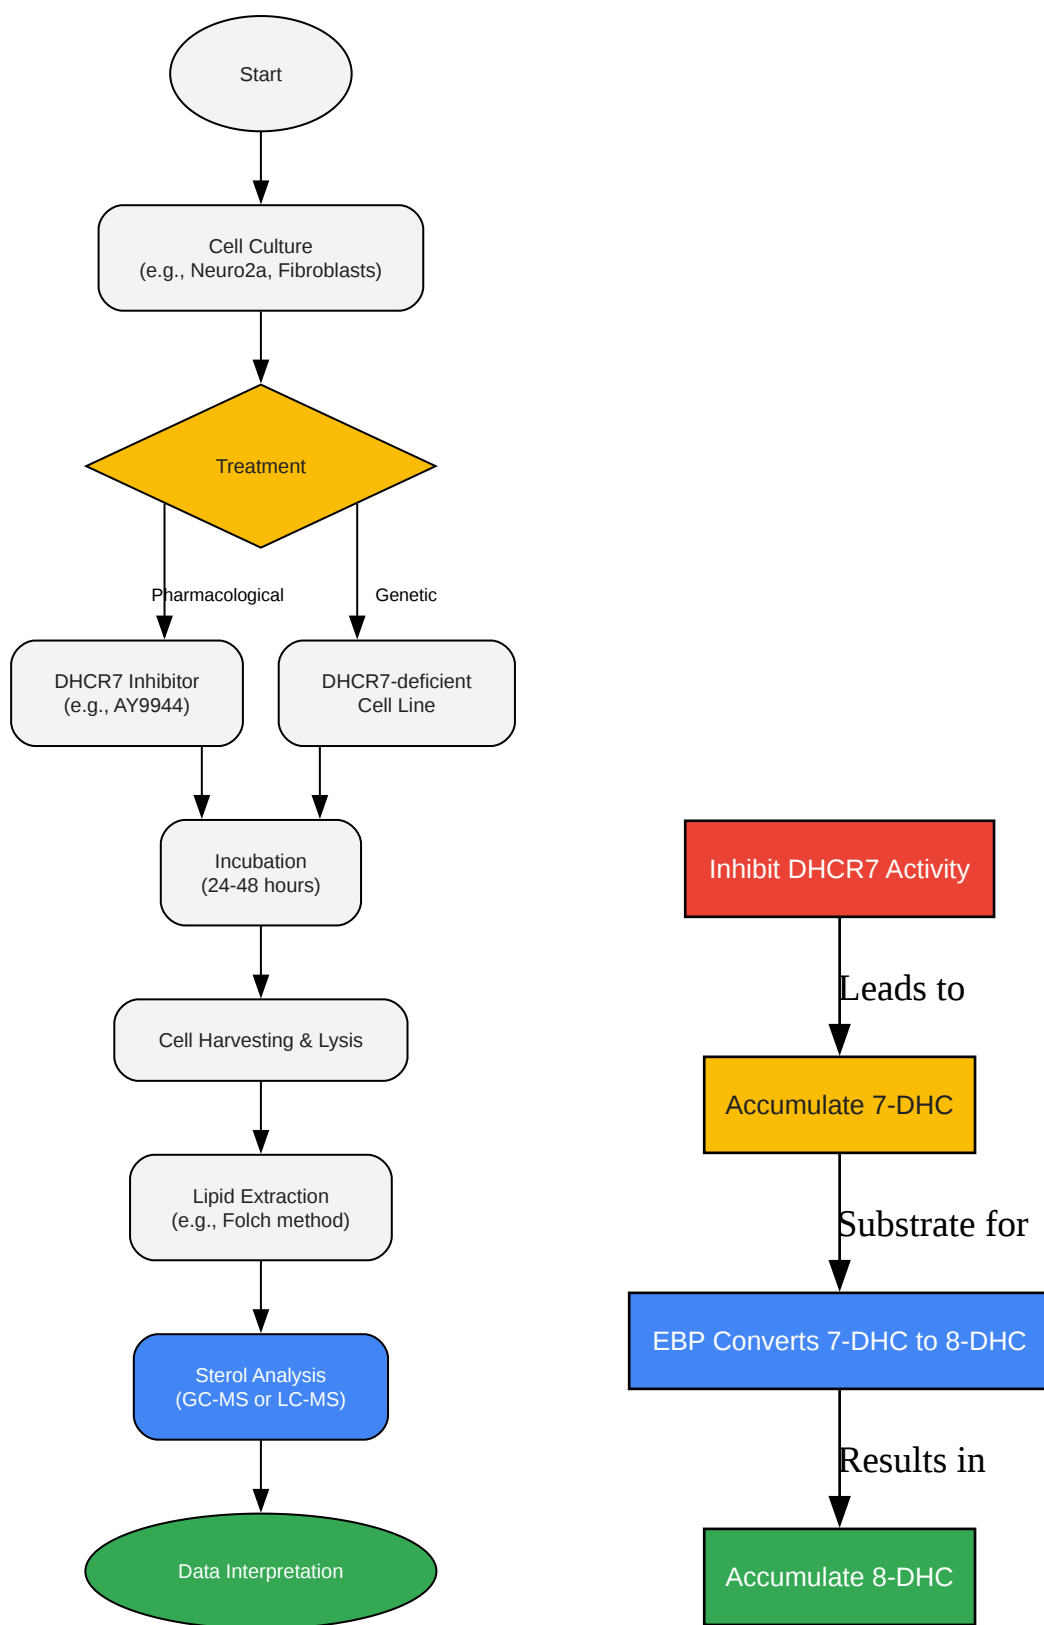 Start
Cell Culture
(e.g., Neuro2a, Fibroblasts)
Treatment
Pharmacological
Genetic
DHCR7 Inhibitor
(e.g., AY9944)
DHCR7-deficient
Cell Line
Incubation
(24-48 hours)
Cell Harvesting & Lysis
Lipid Extraction
(e.g., Folch method)
Sterol Analysis
(GC-MS or LC-MS)
Data Interpretation
Inhibit DHCR7 Activity
Leads to
Accumulate 7-DHC
Substrate for
EBP Converts 7-DHC to 8-DHC
Results in
Accumulate 8-DHC